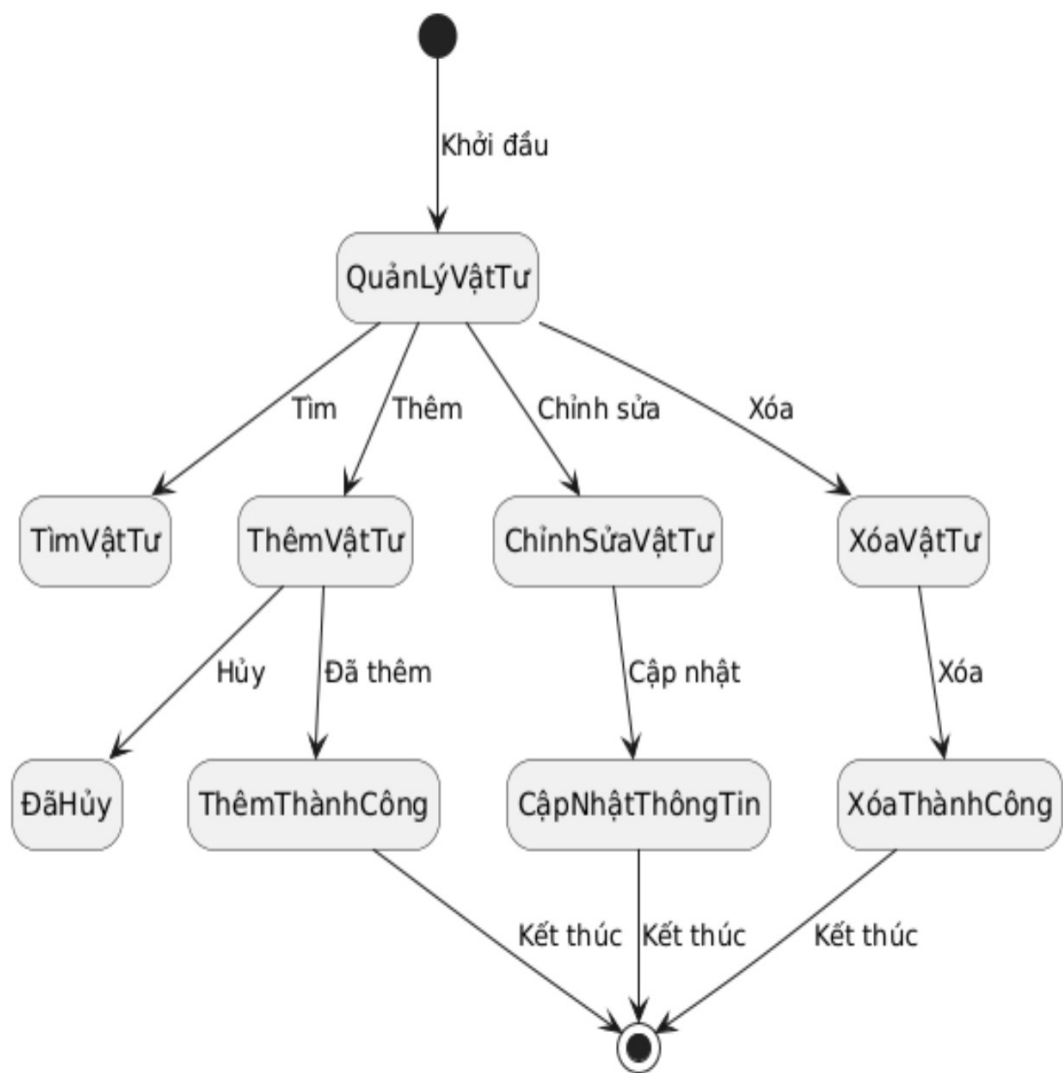 Khởi đầu
QuảnLýVậtTư
Tìm
Thêm
Chỉnh sửa
Xóa
TìmVậtTư
ThêmVậtTư
ChỉnhSửaVậtTư
XóaVậtTư
Hủy
Đã thêm
Cập nhật
Xóa
ĐãHủy
ThêmThànhCông
CậpNhậtThôngTin
XóaThànhCông
Kết thúc
Kết thúc
Kết thúc